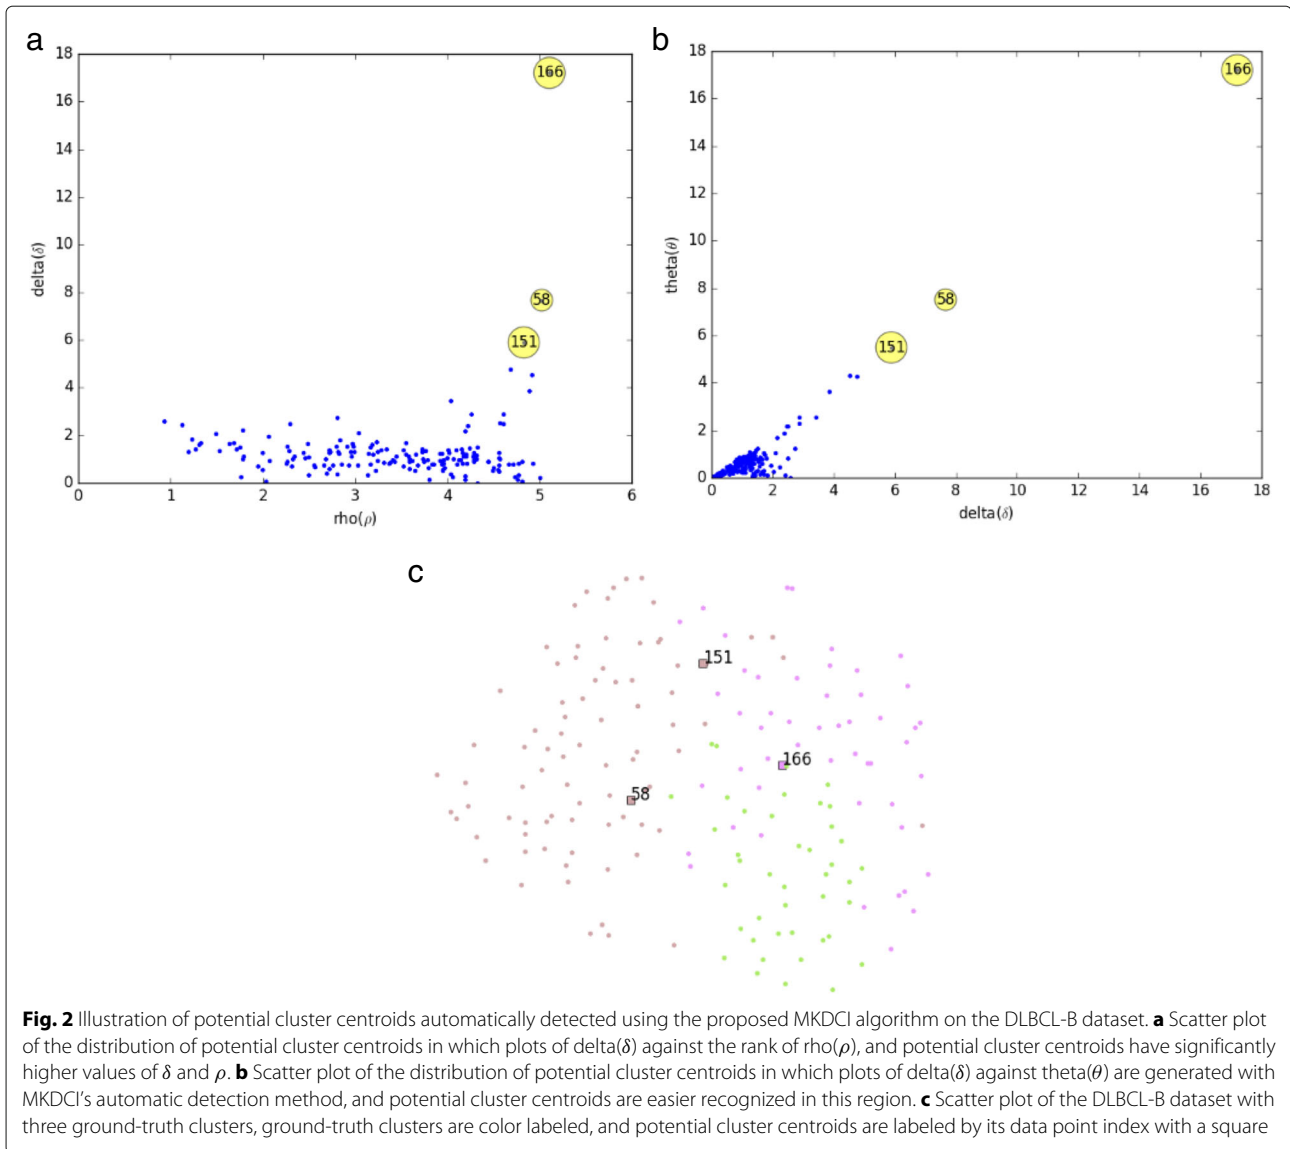 a
18
16
14
12
10
8
6
4
2
0
delta(δ)
166
58
151
0 1 2 3 4 5 6
rho(ρ)
b
18
16
14
12
10
8
6
4
2
0
theta(θ)
166
58
151
0 2 4 6 8 10 12 14 16 18
delta(δ)
c
151
166
58
Fig. 2 Illustration of potential cluster centroids automatically detected using the proposed MKDCI algorithm on the DLBCL-B dataset. a Scatter plot
of the distribution of potential cluster centroids in which plots of delta(δ) against the rank of rho(ρ), and potential cluster centroids have significantly
higher values of δ and ρ. b Scatter plot of the distribution of potential cluster centroids in which plots of delta(δ) against theta(θ) are generated with
MKDCI's automatic detection method, and potential cluster centroids are easier recognized in this region. c Scatter plot of the DLBCL-B dataset with
three ground-truth clusters, ground-truth clusters are color labeled, and potential cluster centroids are labeled by its data point index with a square